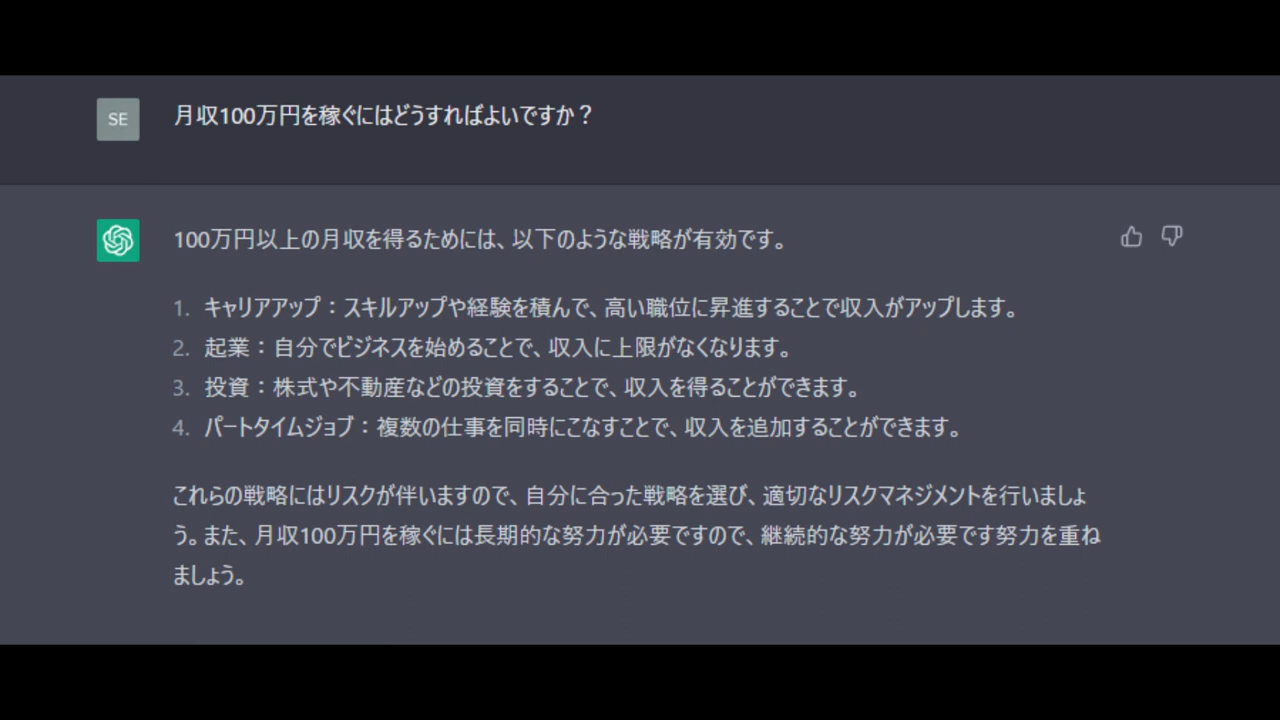 SE
月収100万円を稼ぐにはどうすればよいですか？
100万円以上の月収を得るためには、以下のような戦略が有効です。
1. キャリアアップ：スキルアップや経験を積んで、高い職位に昇進することで収入がアップします。
2. 起業：自分でビジネスを始めることで、収入に上限がなくなります。
3. 投資：株式や不動産などの投資をすることで、収入を得ることができます。
4. パートタイムジョブ：複数の仕事を同時にこなすことで、収入を追加することができます。
これらの戦略にはリスクが伴いますので、自分に合った戦略を選び、適切なリスクマネジメントを行いましょ
う。また、月収100万円を稼ぐには長期的な努力が必要ですので、継続的な努力が必要です努力を重ね
ましょう。